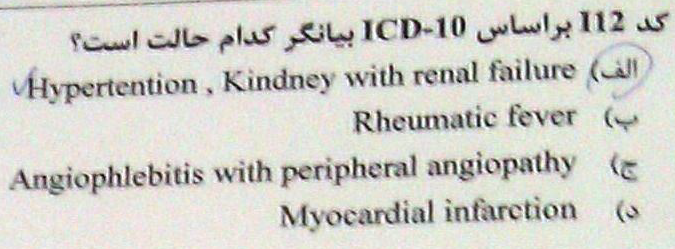 کد I12 براساس ICD-10 بیانگر کدام حالت است؟
الف) Hypertention , Kindney with renal failure
ب) Rheumatic fever
ج) Angiophlebitis with peripheral angiopathy
د) Myocardial infarction